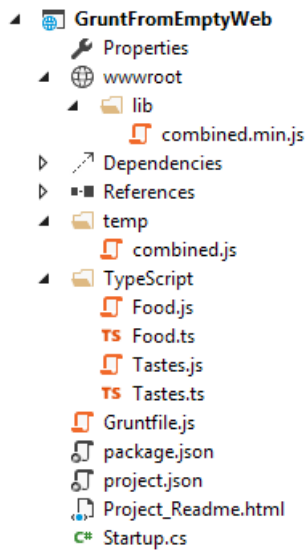 GruntFromEmptyWeb
Properties
wwwroot
lib
combined.min.js
Dependencies
References
temp
combined.js
TypeScript
Food.js
TS Food.ts
Tastes.js
TS Tastes.ts
Gruntfile.js
package.json
project.json
Project_Readme.html
C# Startup.cs